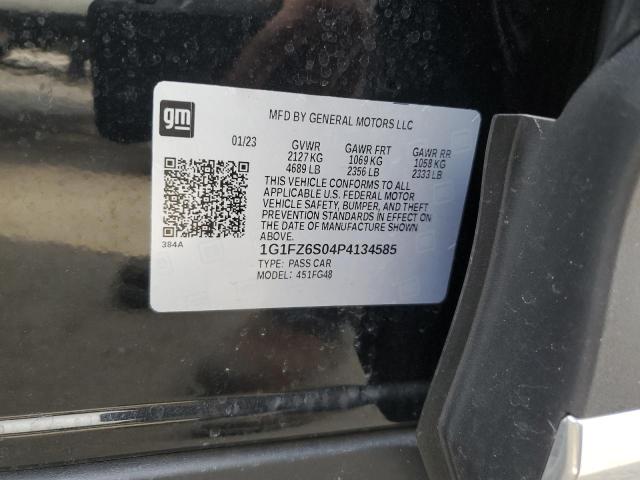 gm
MFD BY GENERAL MOTORS LLC
01/23 GVWR GAWR FRT GAWR RR
2127 KG 1069 KG 1058 KG
4689 LB 2356 LB 2333 LB
THIS VEHICLE CONFORMS TO ALL
APPLICABLE U.S. FEDERAL MOTOR
VEHICLE SAFETY, BUMPER, AND THEFT
PREVENTION STANDARDS IN EFFECT ON
THE DATE OF MANUFACTURE SHOWN
ABOVE.
384A
1G1FZ6S04P4134585
TYPE: PASS CAR
MODEL: 451FG48